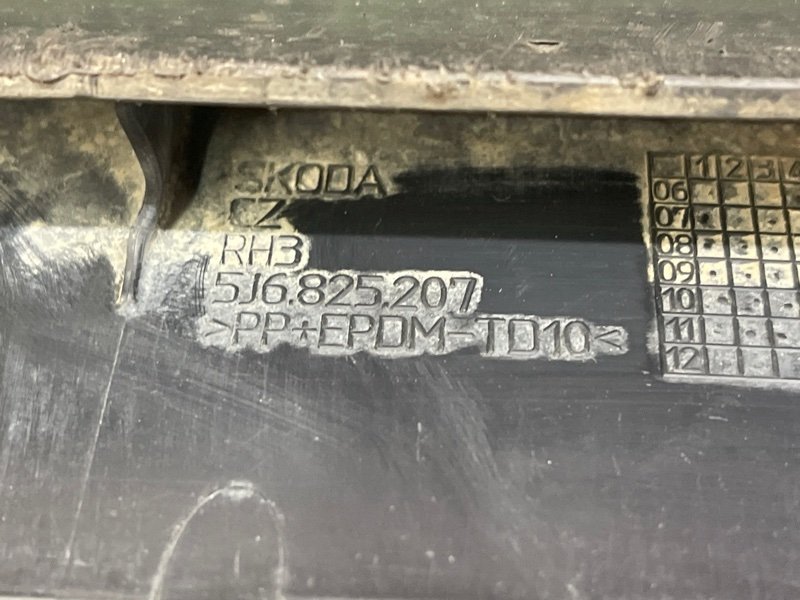 SKODA
CZ
RH3
5J6.825.207
>PP+EPDM-TD10<
1 2 3 4
06
07
08
09
10
11
12